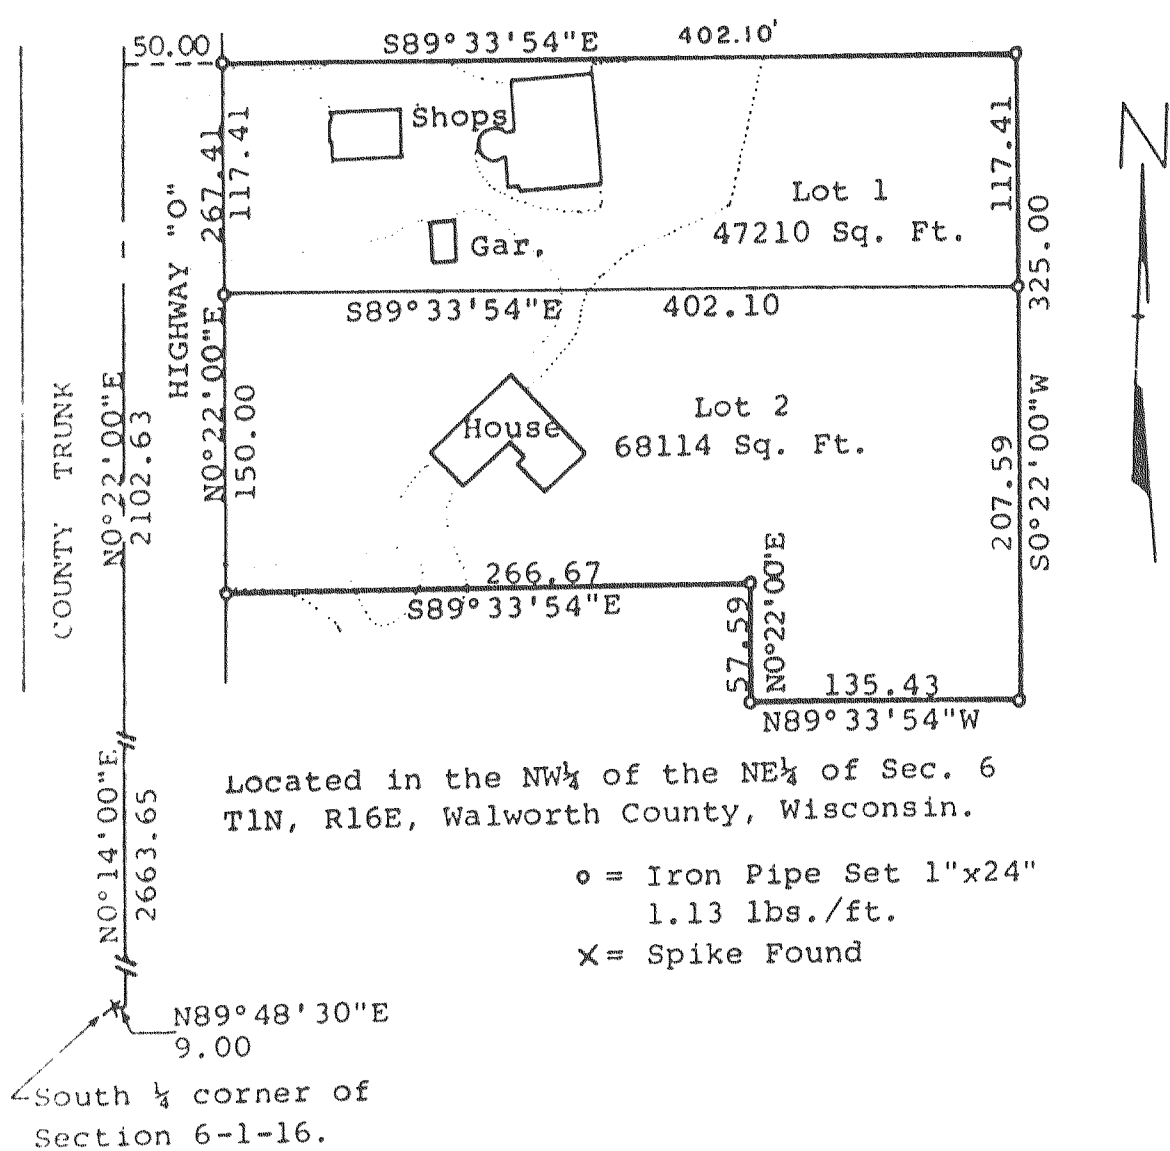 50.00
S89°33'54"E
402.10'
Shops
Gar.
Lot 1
47210 Sq. Ft.
267.41
117.41
117.41
325.00
N
HIGHWAY "O"
S89°33'54"E
402.10
COUNTY TRUNK
N0°22'00"E
2102.63
N0°22'00"E
150.00
House
Lot 2
68114 Sq. Ft.
207.59
S0°22'00"W
266.67
S89°33'54"E
57.59
N0°22'00"E
135.43
N89°33'54"W
Located in the NW¼ of the NE¼ of Sec. 6
T1N, R16E, Walworth County, Wisconsin.
N0°14'00"E
2663.65
o = Iron Pipe Set 1"x24"
1.13 lbs./ft.
X = Spike Found
N89°48'30"E
9.00
South ¼ corner of
Section 6-1-16.